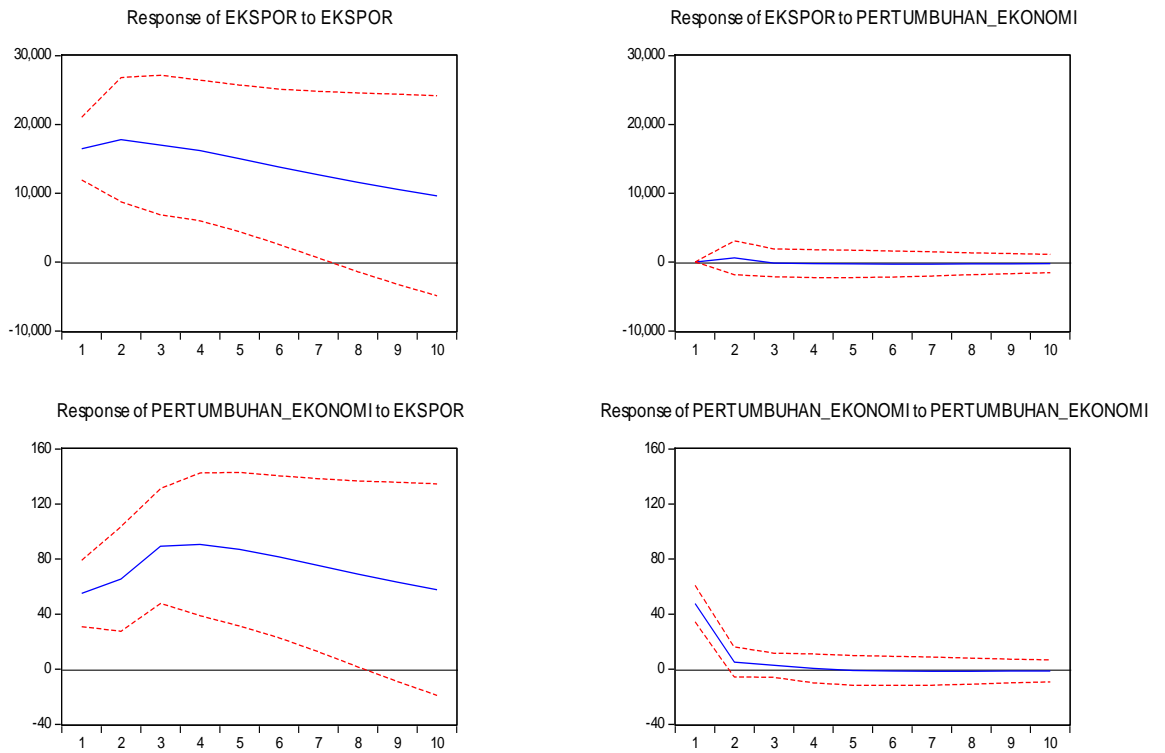 Response of EKSPOR to EKSPOR
30,000
20,000
10,000
0
-10,000
1 2 3 4 5 6 7 8 9 10
Response of EKSPOR to PERTUMBUHAN_EKONOMI
30,000
20,000
10,000
0
-10,000
1 2 3 4 5 6 7 8 9 10
Response of PERTUMBUHAN_EKONOMI to EKSPOR
160
120
80
40
0
-40
1 2 3 4 5 6 7 8 9 10
Response of PERTUMBUHAN_EKONOMI to PERTUMBUHAN_EKONOMI
160
120
80
40
0
-40
1 2 3 4 5 6 7 8 9 10